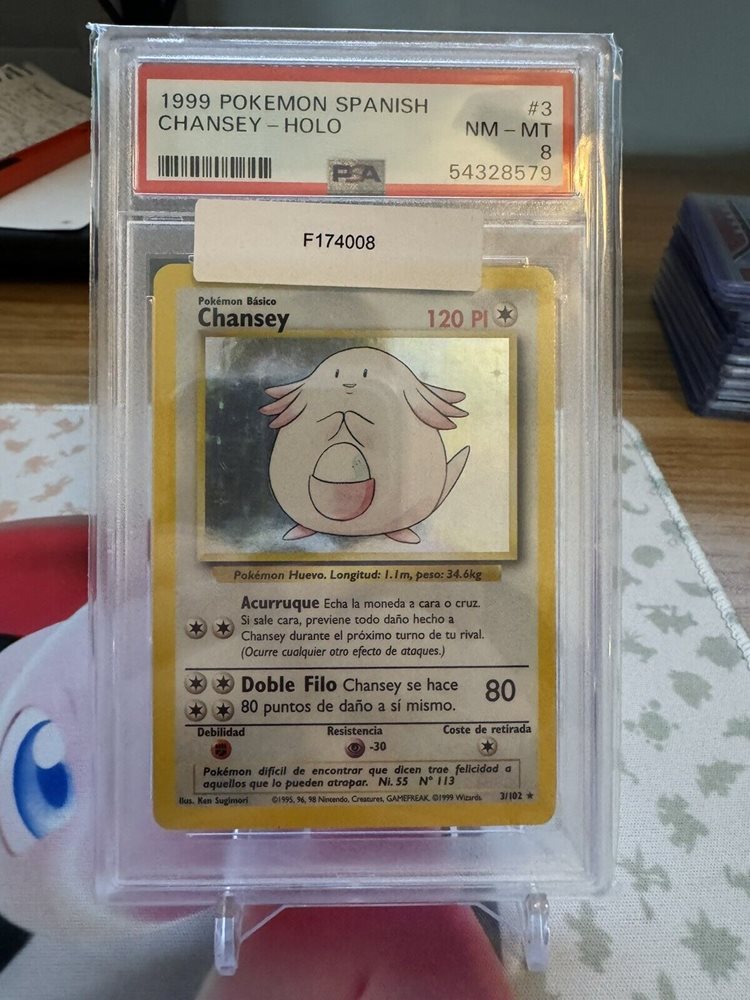 1999 POKEMON SPANISH #3
CHANSEY - HOLO NM - MT
8
PSA 54328579
F174008
Pokémon Básico
Chansey 120 PI
Pokémon Huevo. Longitud: 1.1m, peso: 34.6kg
Acurruque Echa la moneda a cara o cruz.
Si sale cara, previene todo daño hecho a
Chansey durante el próximo turno de tu rival.
(Ocurre cualquier otro efecto de ataques.)
Doble Filo Chansey se hace 80
80 puntos de daño a sí mismo.
Debilidad Resistencia Coste de retirada
-30
Pokémon difícil de encontrar que dicen trae felicidad a
aquellos que lo pueden atrapar. Ni. 55 Nº 113
Ilus. Ken Sugimori ©1995, 96, 98 Nintendo, Creatures, GAMEFREAK. ©1999 Wizards. 3/102 ★